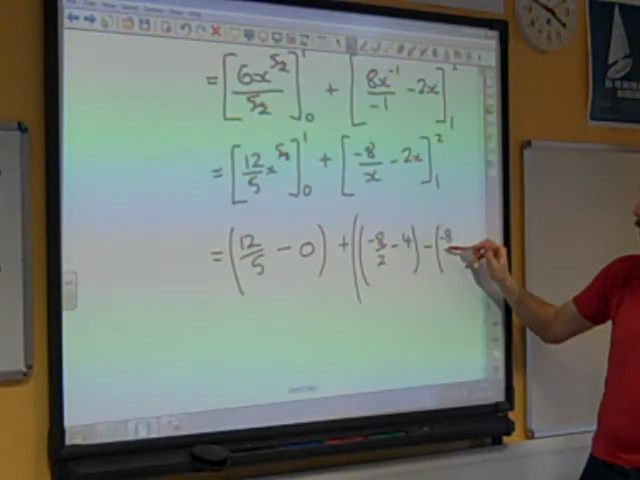 = [6x^{5/2} / 5/2]_0^1 + [8x^{-1} / -1 - 2x]_1^2
= [12/5 x^{5/2}]_0^1 + [-8/x - 2x]_1^2
= (12/5 - 0) + ((-8/2 - 4) - (-8